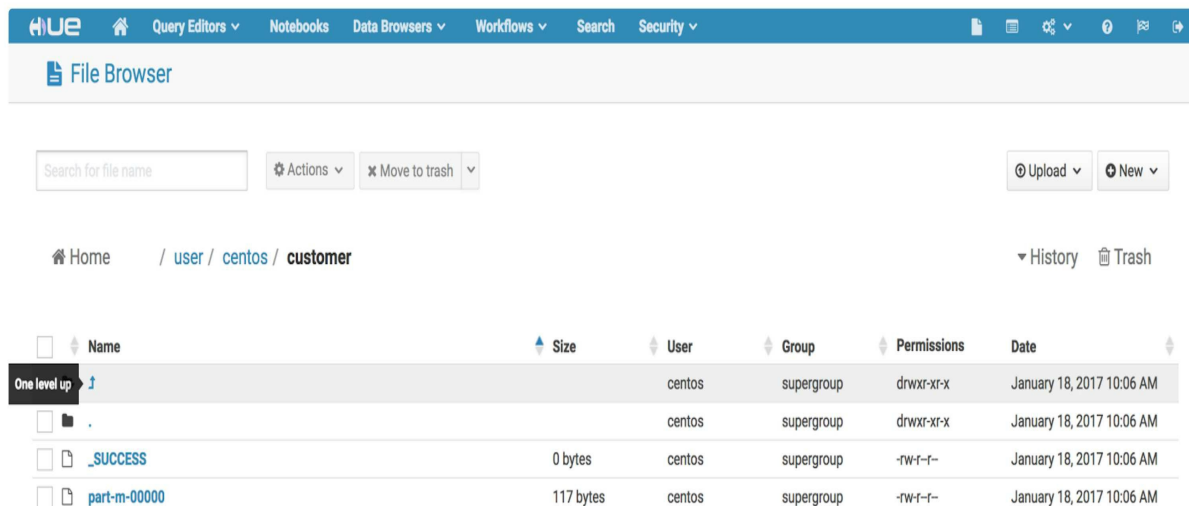 HUE Query Editors Notebooks Data Browsers Workflows Search Security
File Browser
Search for file name Actions Move to trash Upload New
Home / user / centos / customer History Trash
Name Size User Group Permissions Date
One level up centos supergroup drwxr-xr-x January 18, 2017 10:06 AM
. centos supergroup drwxr-xr-x January 18, 2017 10:06 AM
_SUCCESS 0 bytes centos supergroup -rw-r--r-- January 18, 2017 10:06 AM
part-m-00000 117 bytes centos supergroup -rw-r--r-- January 18, 2017 10:06 AM